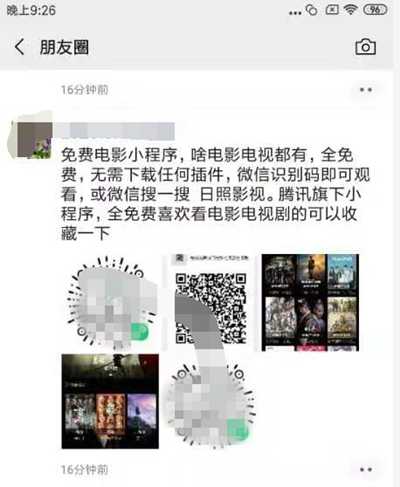 晚上9:26
96
朋友圈
16分钟前
免费电影小程序，啥电影电视都有，全免
费，无需下载任何插件，微信识别码即可观
看，或微信搜一搜 日照影视。腾讯旗下小
程序，全免费喜欢看电影电视剧的可以收
藏一下
16分钟前